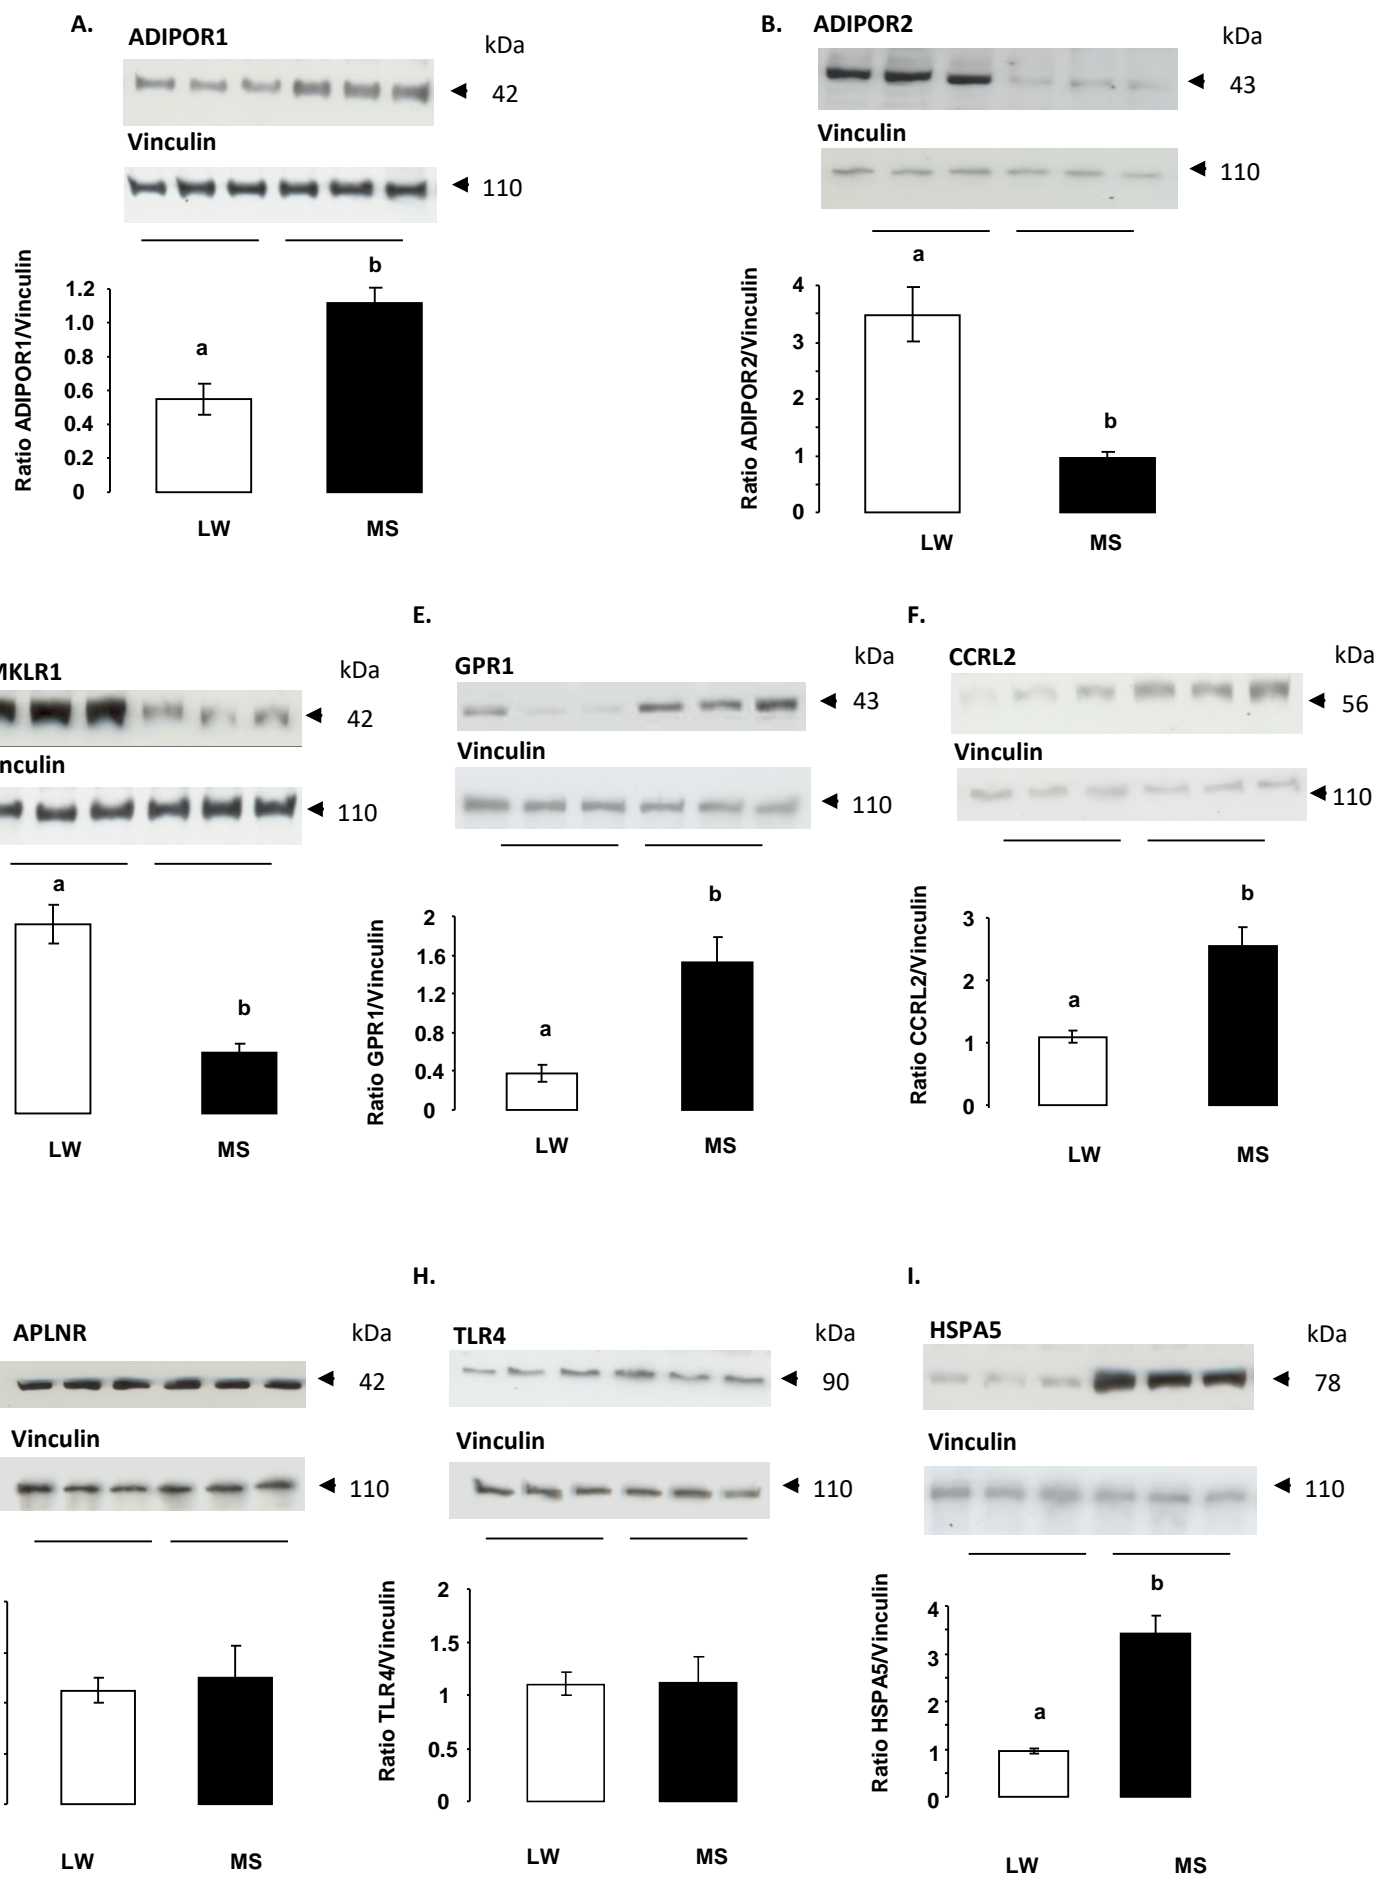 A.
ADIPOR1
kDa
42
Vinculin
110
Ratio ADIPOR1/Vinculin
1.2
1.0
0.8
0.6
0.4
0.2
0
a
b
LW
MS
B.
ADIPOR2
kDa
43
Vinculin
110
Ratio ADIPOR2/Vinculin
4
3
2
1
0
a
b
LW
MS
MKLR1
kDa
42
nculin
110
a
b
LW
MS
E.
GPR1
kDa
43
Vinculin
110
Ratio GPR1/Vinculin
2
1.6
1.2
0.8
0.4
0
a
b
LW
MS
F.
CCRL2
kDa
56
Vinculin
110
Ratio CCRL2/Vinculin
3
2
1
0
a
b
LW
MS
APLNR
kDa
42
Vinculin
110
LW
MS
H.
TLR4
kDa
90
Vinculin
110
Ratio TLR4/Vinculin
2
1.5
1
0.5
0
LW
MS
I.
HSPA5
kDa
78
Vinculin
110
Ratio HSPA5/Vinculin
4
3
2
1
0
a
b
LW
MS